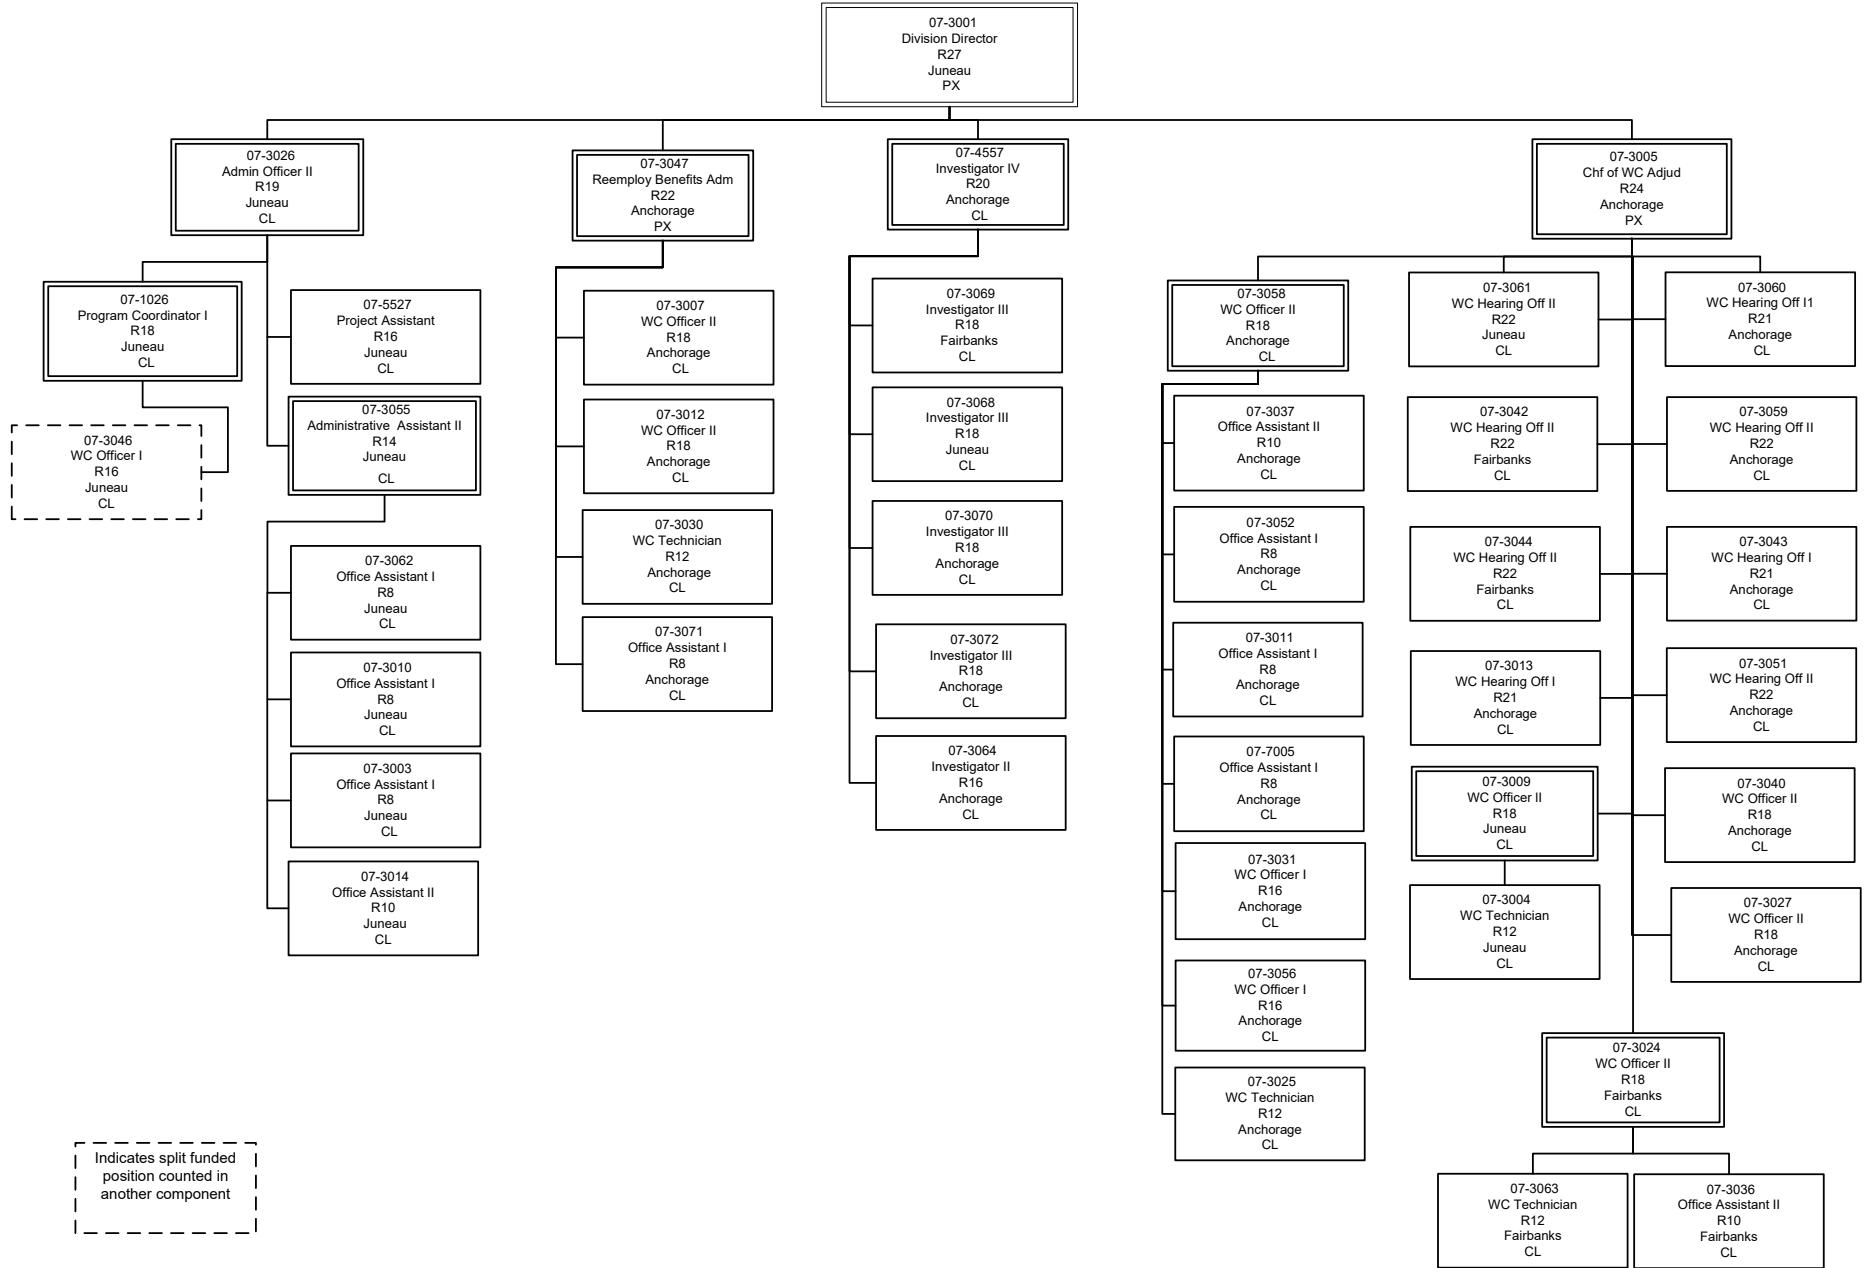 07-3001
Division Director
R27
Juneau
PX
07-3026
Admin Officer II
R19
Juneau
CL
07-3047
Reemploy Benefits Adm
R22
Anchorage
PX
07-4557
Investigator IV
R20
Anchorage
CL
07-3005
Chf of WC Adjud
R24
Anchorage
PX
07-1026
Program Coordinator I
R18
Juneau
CL
07-3046
WC Officer I
R16
Juneau
CL
07-5527
Project Assistant
R16
Juneau
CL
07-3055
Administrative  Assistant II
R14
Juneau
CL
07-3062
Office Assistant I
R8
Juneau
CL
07-3010
Office Assistant I
R8
Juneau
CL
07-3003
Office Assistant I
R8
Juneau
CL
07-3014
Office Assistant II
R10
Juneau
CL
07-3007
WC Officer II
R18
Anchorage
CL
07-3012
WC Officer II
R18
Anchorage
CL
07-3030
WC Technician
R12
Anchorage
CL
07-3071
Office Assistant I
R8
Anchorage
CL
07-3069
Investigator III
R18
Fairbanks
CL
07-3068
Investigator III
R18
Juneau
CL
07-3070
Investigator III
R18
Anchorage
CL
07-3072
Investigator III
R18
Anchorage
CL
07-3064
Investigator II
R16
Anchorage
CL
07-3058
WC Officer II
R18
Anchorage
CL
07-3037
Office Assistant II
R10
Anchorage
CL
07-3052
Office Assistant I
R8
Anchorage
CL
07-3011
Office Assistant I
R8
Anchorage
CL
07-7005
Office Assistant I
R8
Anchorage
CL
07-3031
WC Officer I
R16
Anchorage
CL
07-3056
WC Officer I
R16
Anchorage
CL
07-3025
WC Technician
R12
Anchorage
CL
07-3061
WC Hearing Off II
R22
Juneau
CL
07-3042
WC Hearing Off II
R22
Fairbanks
CL
07-3044
WC Hearing Off II
R22
Fairbanks
CL
07-3013
WC Hearing Off I
R21
Anchorage
CL
07-3009
WC Officer II
R18
Juneau
CL
07-3004
WC Technician
R12
Juneau
CL
07-3060
WC Hearing Off I1
R21
Anchorage
CL
07-3059
WC Hearing Off II
R22
Anchorage
CL
07-3043
WC Hearing Off I
R21
Anchorage
CL
07-3051
WC Hearing Off II
R22
Anchorage
CL
07-3040
WC Officer II
R18
Anchorage
CL
07-3027
WC Officer II
R18
Anchorage
CL
07-3024
WC Officer II
R18
Fairbanks
CL
07-3063
WC Technician
R12
Fairbanks
CL
07-3036
Office Assistant II
R10
Fairbanks
CL
Indicates split funded
position counted in
another component